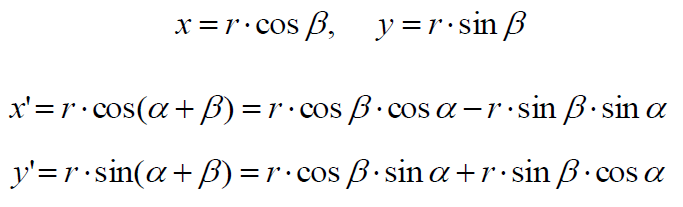 x = r · cos β,   y = r · sin β
x' = r · cos(α + β) = r · cos β · cos α − r · sin β · sin α
y' = r · sin(α + β) = r · cos β · sin α + r · sin β · cos α